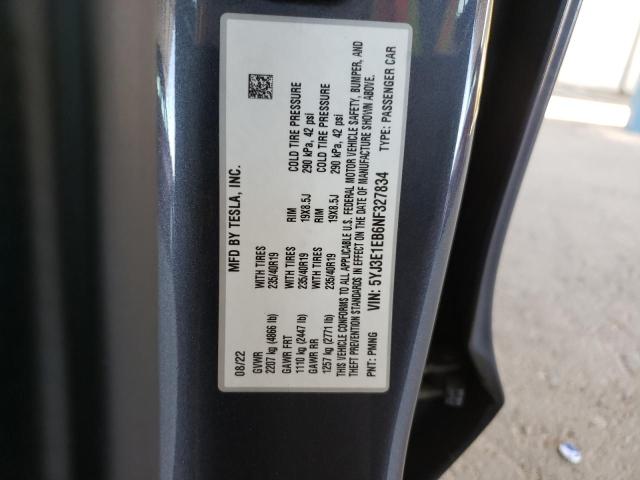 MFD BY TESLA, INC.
08/22
GVWR
2207 kg (4866 lb)
WITH TIRES
235/40R19
RIM
19X8.5J
COLD TIRE PRESSURE
290 kPa, 42 psi
GAWR FRT
1110 kg (2447 lb)
WITH TIRES
235/40R19
RIM
19X8.5J
COLD TIRE PRESSURE
290 kPa, 42 psi
GAWR RR
1257 kg (2771 lb)
WITH TIRES
235/40R19
THIS VEHICLE CONFORMS TO ALL APPLICABLE U.S. FEDERAL MOTOR VEHICLE SAFETY, BUMPER, AND
THEFT PREVENTION STANDARDS IN EFFECT ON THE DATE OF MANUFACTURE SHOWN ABOVE.
PNT: PMNG
VIN: 5YJ3E1EB6NF327834
TYPE: PASSENGER CAR